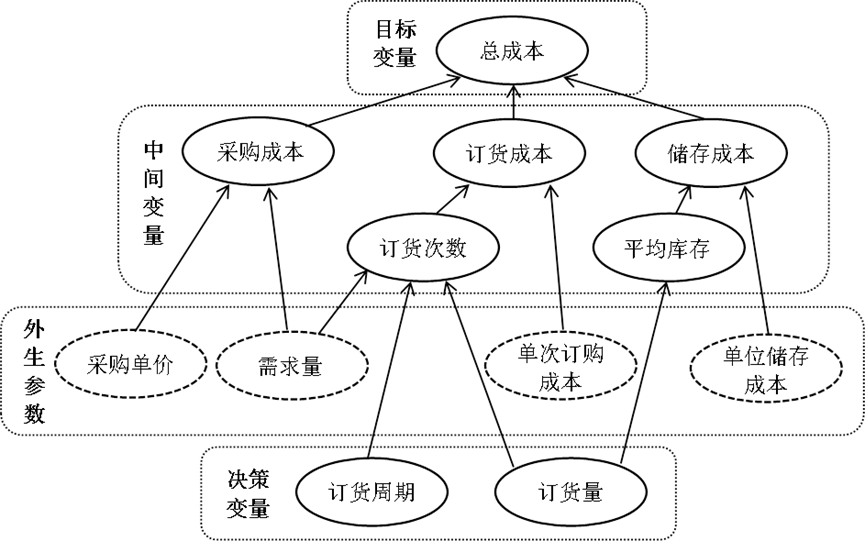 目标
变量
总成本
中
间
变
量
采购成本
订货成本
储存成本
订货次数
平均库存
外
生
参
数
采购单价
需求量
单次订购
成本
单位储存
成本
决策
变量
订货周期
订货量